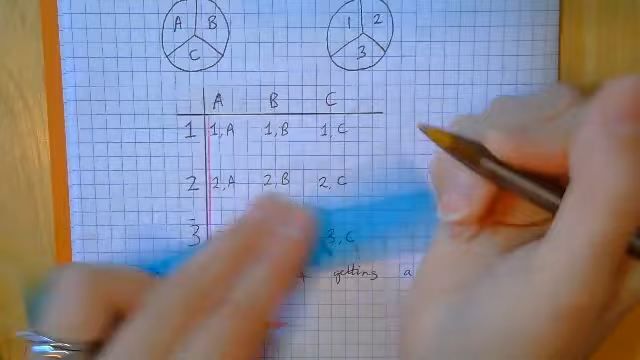 A B 1 2
C 3
A B C
1 1,A 1,B 1,C
2 2,A 2,B 2,C
3 3,C
getting a